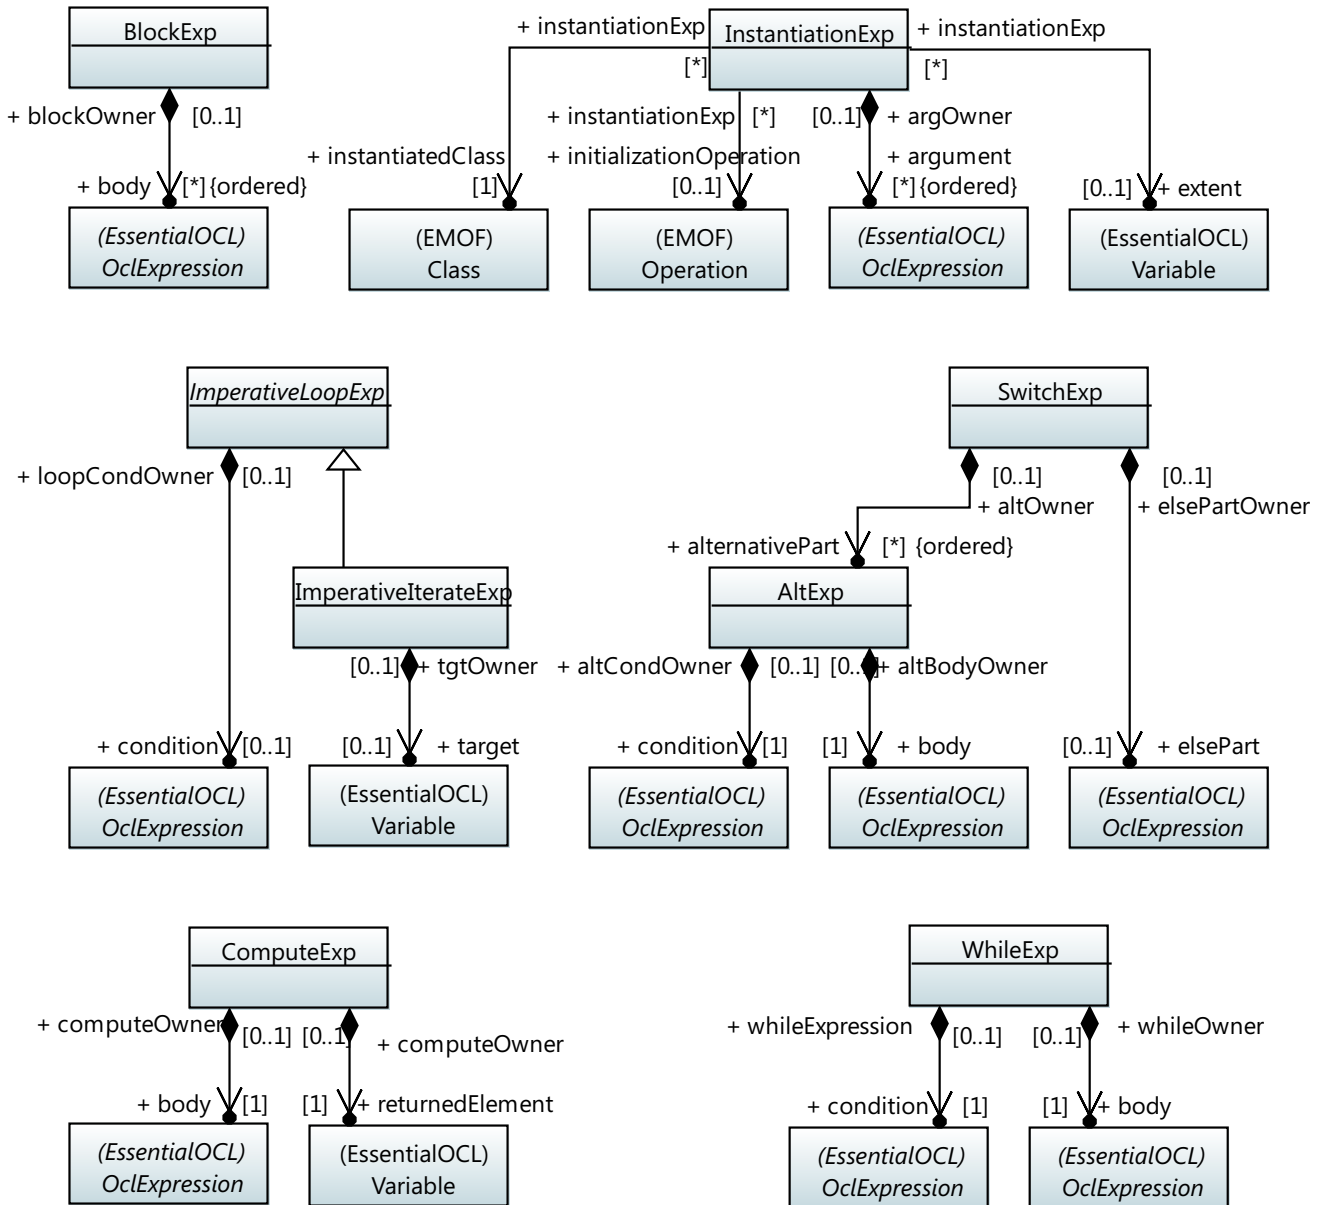 BlockExp
+ blockOwner [0..1]
+ body [*] {ordered}
(EssentialOCL)
OclExpression
InstantiationExp
+ instantiationExp
[*]
+ instantiationExp
[*]
+ instantiationExp [*]
[0..1] + argOwner
+ instantiatedClass
[1]
+ initializationOperation
[0..1]
+ argument
[*] {ordered}
[0..1] + extent
(EMOF)
Class
(EMOF)
Operation
(EssentialOCL)
OclExpression
(EssentialOCL)
Variable
ImperativeLoopExp
+ loopCondOwner [0..1]
ImperativeIterateExp
[0..1] + tgtOwner
+ condition [0..1]
[0..1] + target
(EssentialOCL)
OclExpression
(EssentialOCL)
Variable
SwitchExp
[0..1]
+ altOwner
[0..1]
+ elsePartOwner
+ alternativePart [*] {ordered}
AltExp
+ altCondOwner [0..1]
[0.. + altBodyOwner
+ condition [1]
[1] + body
[0..1] + elsePart
(EssentialOCL)
OclExpression
(EssentialOCL)
OclExpression
(EssentialOCL)
OclExpression
ComputeExp
+ computeOwner [0..1]
[0..1] + computeOwner
+ body [1]
[1] + returnedElement
(EssentialOCL)
OclExpression
(EssentialOCL)
Variable
WhileExp
+ whileExpression [0..1]
[0..1] + whileOwner
+ condition [1]
[1] + body
(EssentialOCL)
OclExpression
(EssentialOCL)
OclExpression